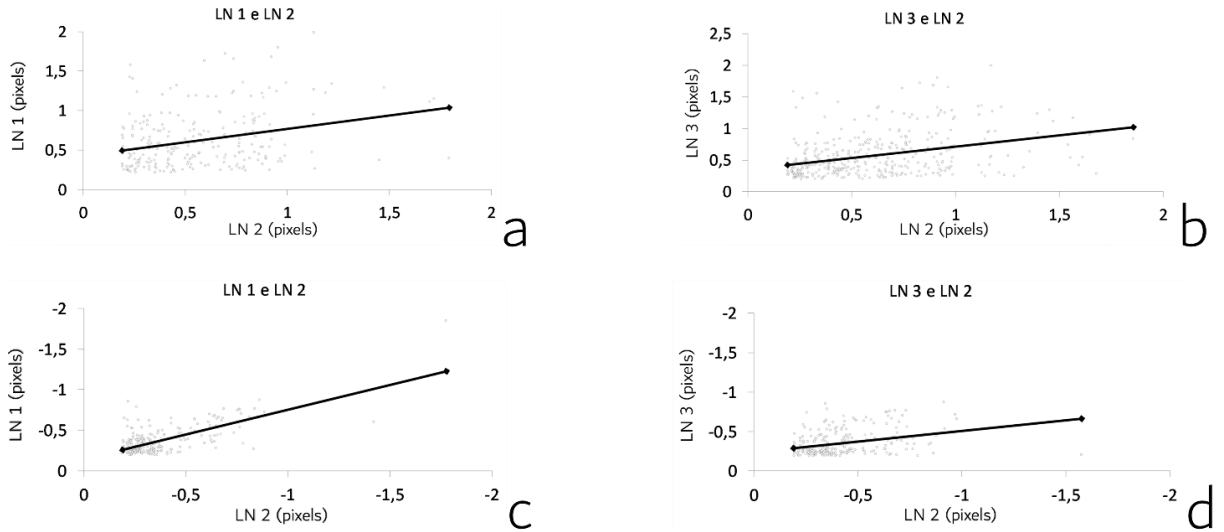 LN 1 e LN 2
LN 1 (pixels)
2
1,5
1
0,5
0
0 0,5 1 1,5 2
LN 2 (pixels)
a
LN 3 e LN 2
LN 3 (pixels)
2,5
2
1,5
1
0,5
0
0 0,5 1 1,5 2
LN 2 (pixels)
b
LN 1 e LN 2
LN 1 (pixels)
-2
-1,5
-1
-0,5
0
0 -0,5 -1 -1,5 -2
LN 2 (pixels)
c
LN 3 e LN 2
LN 3 (pixels)
-2
-1,5
-1
-0,5
0
0 -0,5 -1 -1,5 -2
LN 2 (pixels)
d